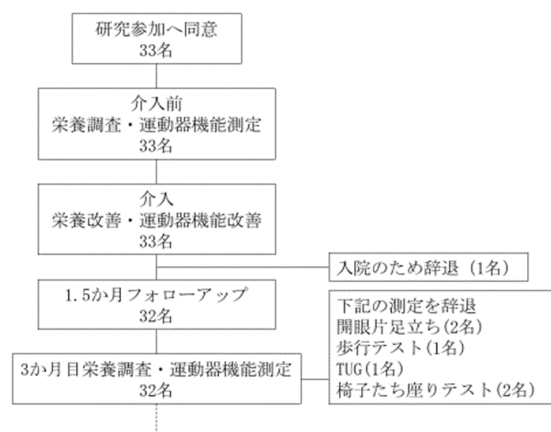 研究参加へ同意
33名
介入前
栄養調査・運動器機能測定
33名
介入
栄養改善・運動器機能改善
33名
入院のため辞退（1名）
1.5か月フォローアップ
32名
3か月目栄養調査・運動器機能測定
32名
下記の測定を辞退
開眼片足立ち(2名)
歩行テスト(1名)
TUG(1名)
椅子たち座りテスト(2名)